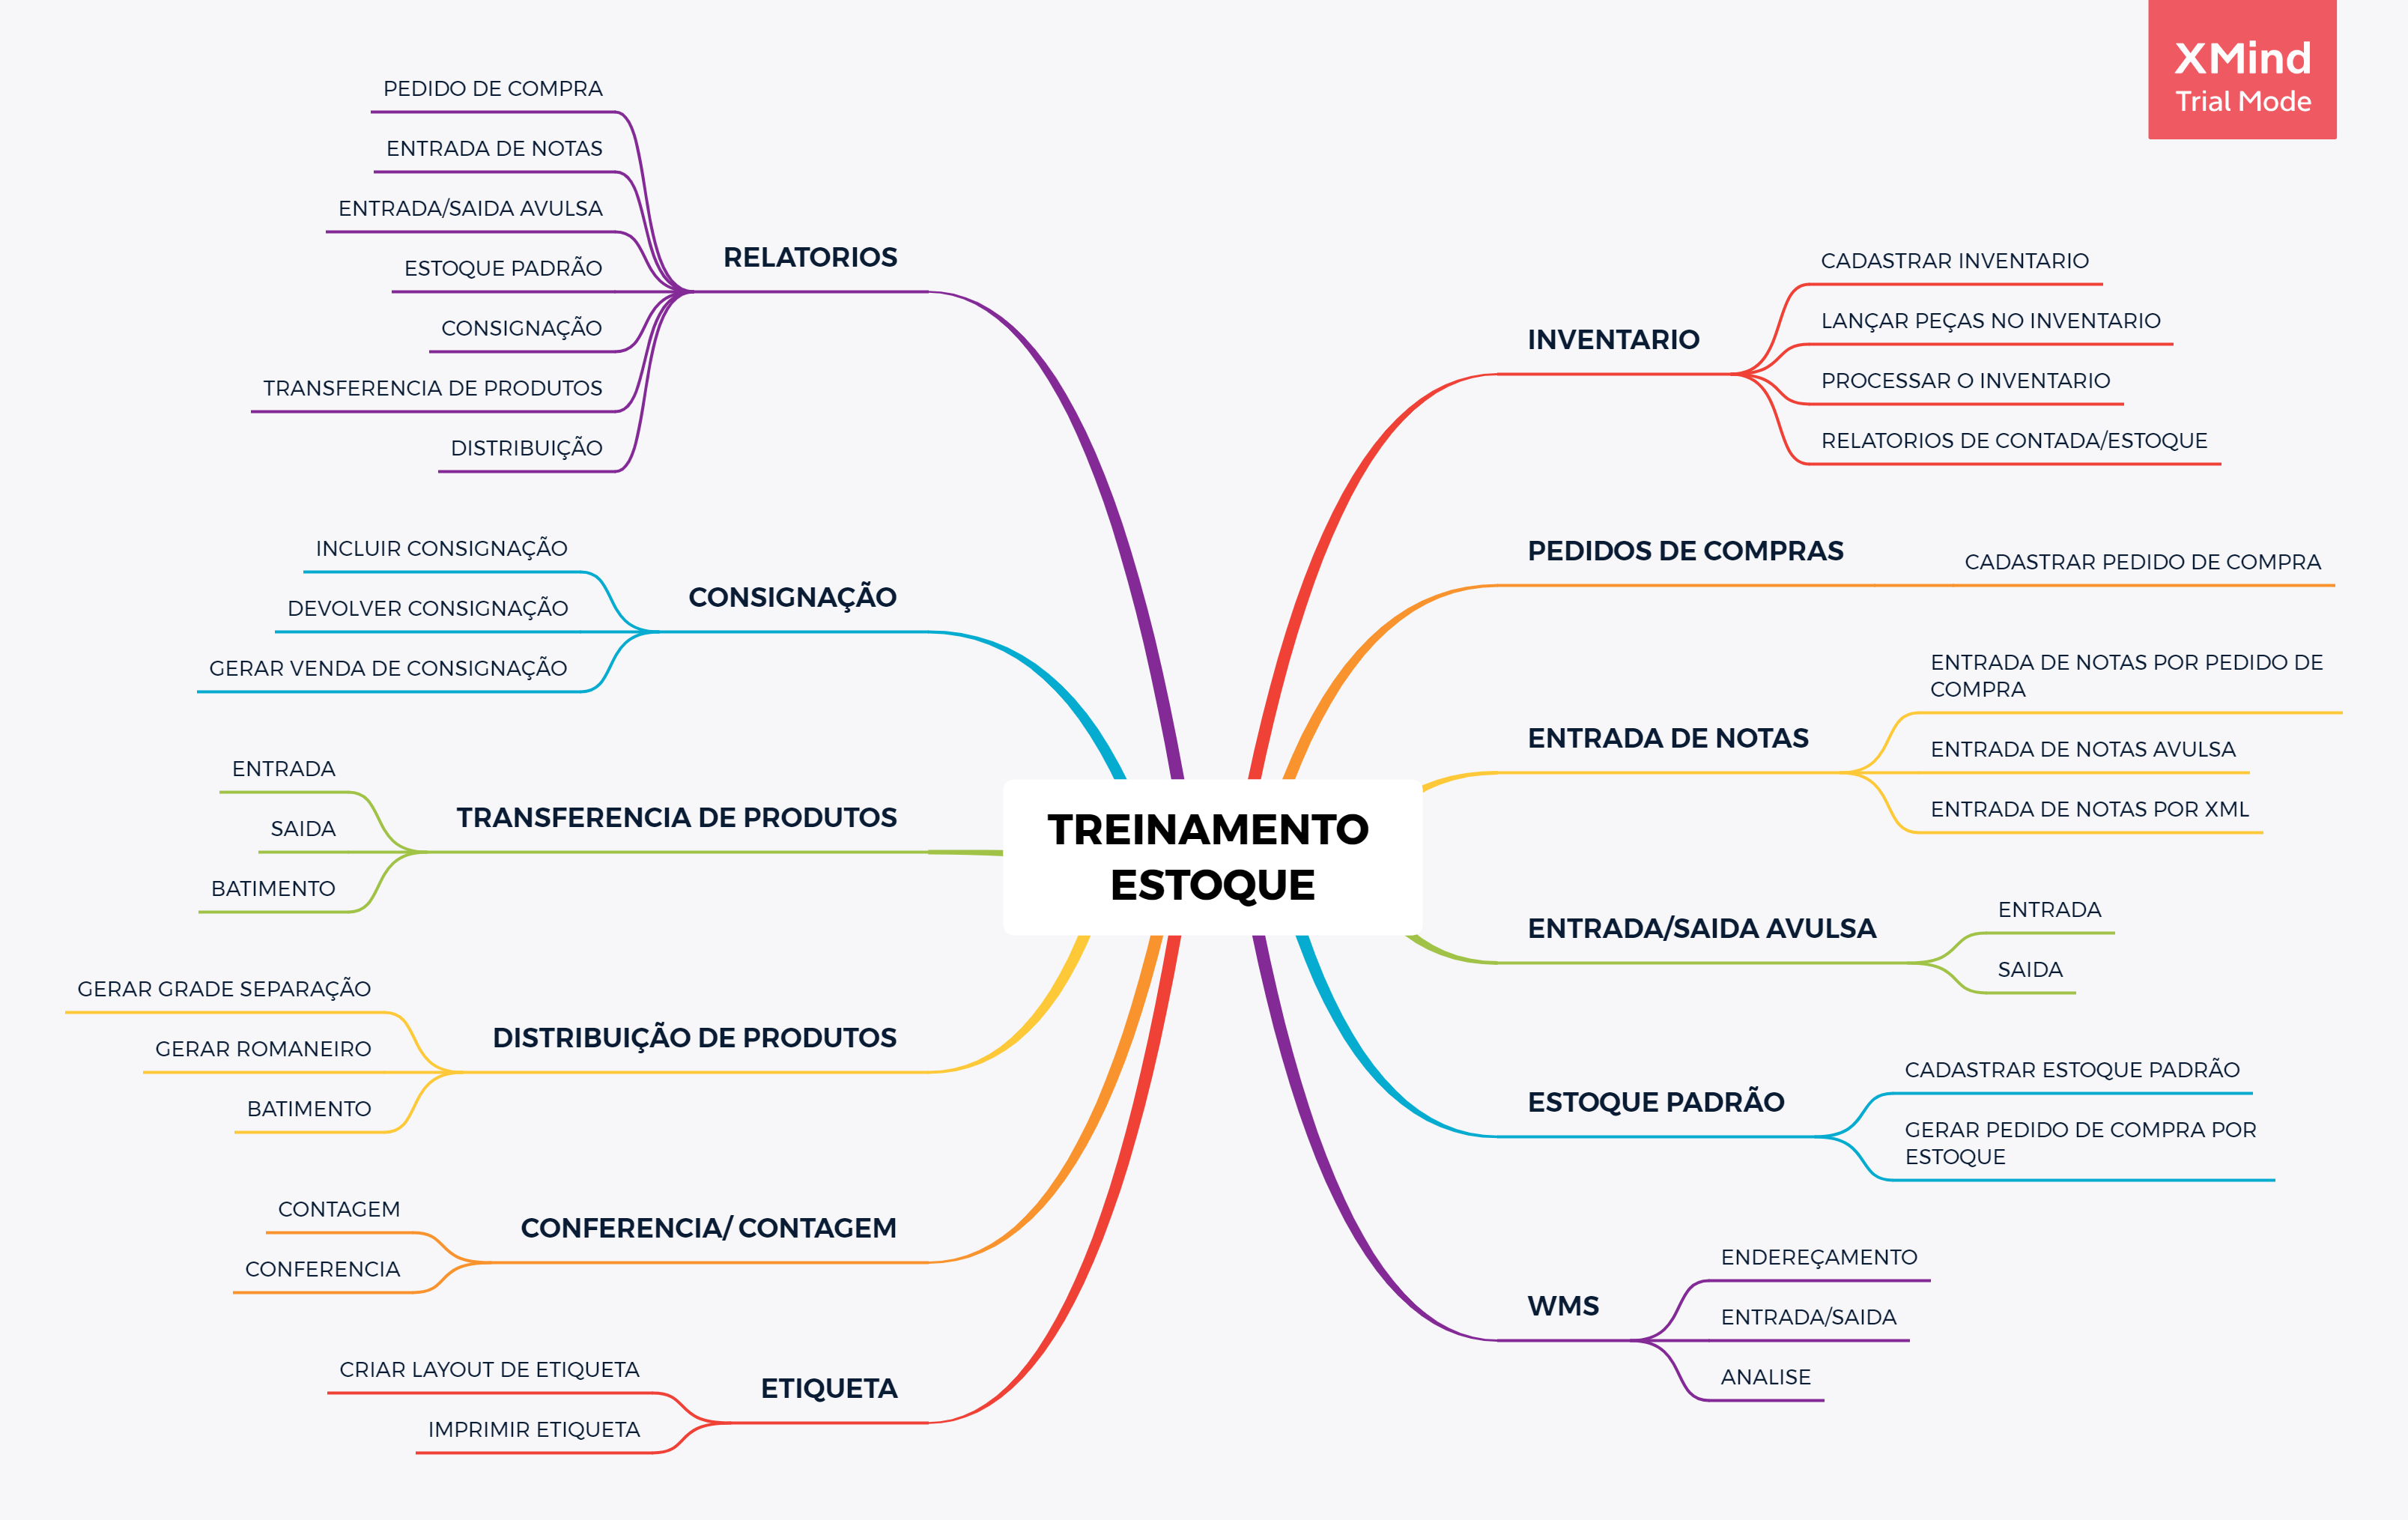 XMind
Trial Mode
TREINAMENTO
ESTOQUE
INVENTARIO
CADASTRAR INVENTARIO
LANÇAR PEÇAS NO INVENTARIO
PROCESSAR O INVENTARIO
RELATORIOS DE CONTADA/ESTOQUE
PEDIDOS DE COMPRAS
CADASTRAR PEDIDO DE COMPRA
ENTRADA DE NOTAS
ENTRADA DE NOTAS POR PEDIDO DE
COMPRA
ENTRADA DE NOTAS AVULSA
ENTRADA DE NOTAS POR XML
ENTRADA/SAIDA AVULSA
ENTRADA
SAIDA
ESTOQUE PADRÃO
CADASTRAR ESTOQUE PADRÃO
GERAR PEDIDO DE COMPRA POR
ESTOQUE
WMS
ENDEREÇAMENTO
ENTRADA/SAIDA
ANALISE
RELATORIOS
PEDIDO DE COMPRA
ENTRADA DE NOTAS
ENTRADA/SAIDA AVULSA
ESTOQUE PADRÃO
CONSIGNAÇÃO
TRANSFERENCIA DE PRODUTOS
DISTRIBUIÇÃO
CONSIGNAÇÃO
INCLUIR CONSIGNAÇÃO
DEVOLVER CONSIGNAÇÃO
GERAR VENDA DE CONSIGNAÇÃO
TRANSFERENCIA DE PRODUTOS
ENTRADA
SAIDA
BATIMENTO
DISTRIBUIÇÃO DE PRODUTOS
GERAR GRADE SEPARAÇÃO
GERAR ROMANEIRO
BATIMENTO
CONFERENCIA/ CONTAGEM
CONTAGEM
CONFERENCIA
ETIQUETA
CRIAR LAYOUT DE ETIQUETA
IMPRIMIR ETIQUETA